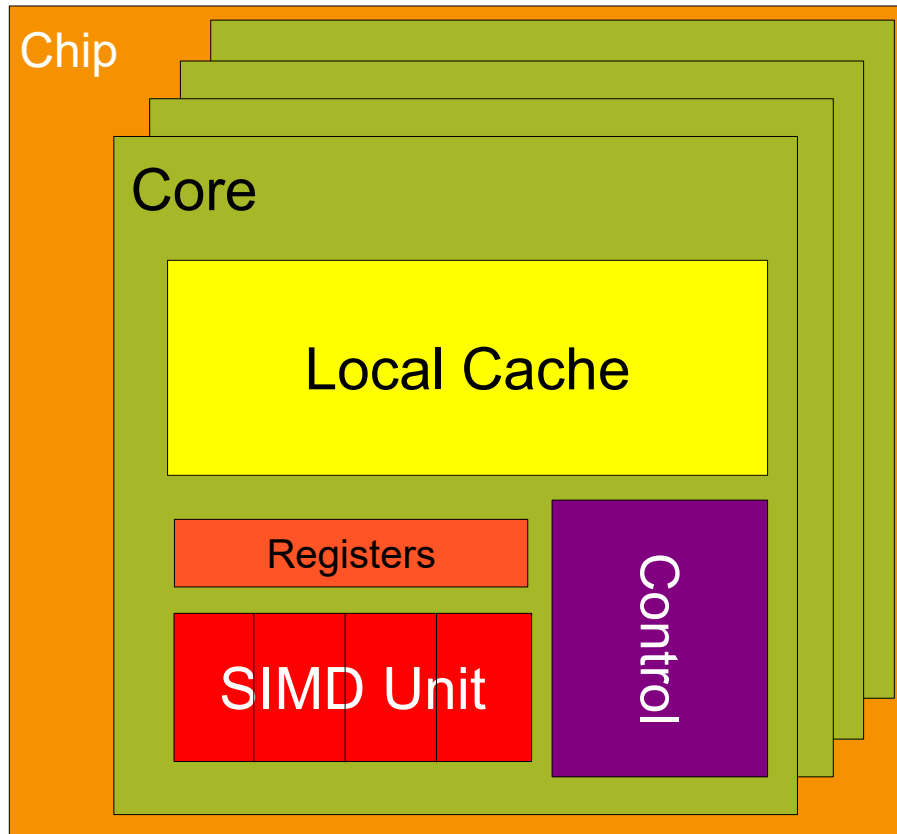 Chip
Core
Local Cache
Registers
SIMD Unit
Control